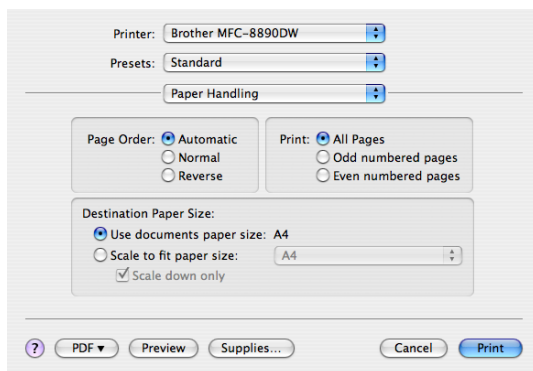 Printer: Brother MFC-8890DW
Presets: Standard
Paper Handling
Page Order: Automatic
Normal
Reverse
Print: All Pages
Odd numbered pages
Even numbered pages
Destination Paper Size:
Use documents paper size: A4
Scale to fit paper size: A4
Scale down only
? PDF▼ Preview Supplies... Cancel Print